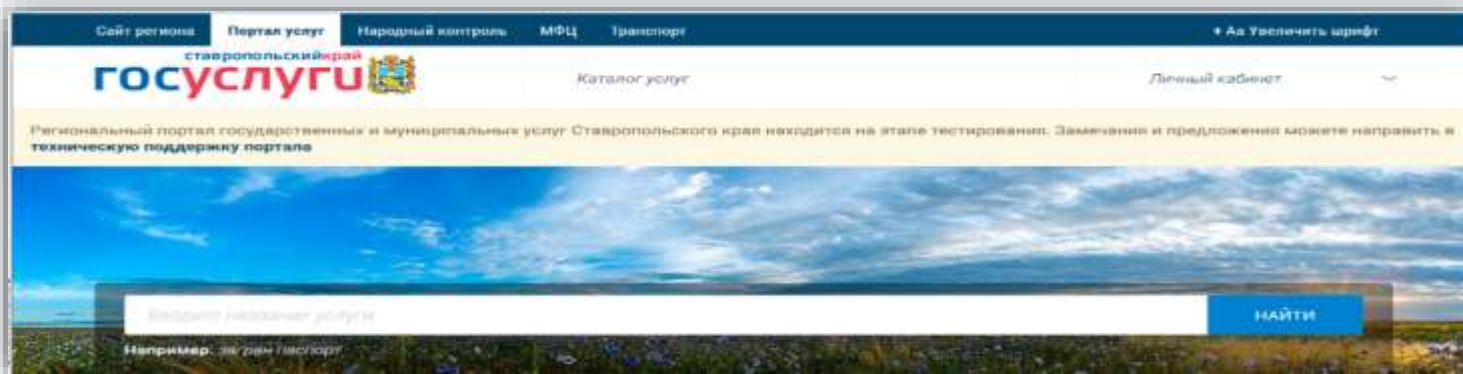 Сайт региона Портал услуг Народный контроль МФЦ Транспорт + Аа Увеличить шрифт
ставропольскийкрай
госуслуги Каталог услуг Личный кабинет
Региональный портал государственных и муниципальных услуг Ставропольского края находится на этапе тестирования. Замечания и предложения можете направить в
техническую поддержку портала
Введите название услуги НАЙТИ
Например: загран паспорт